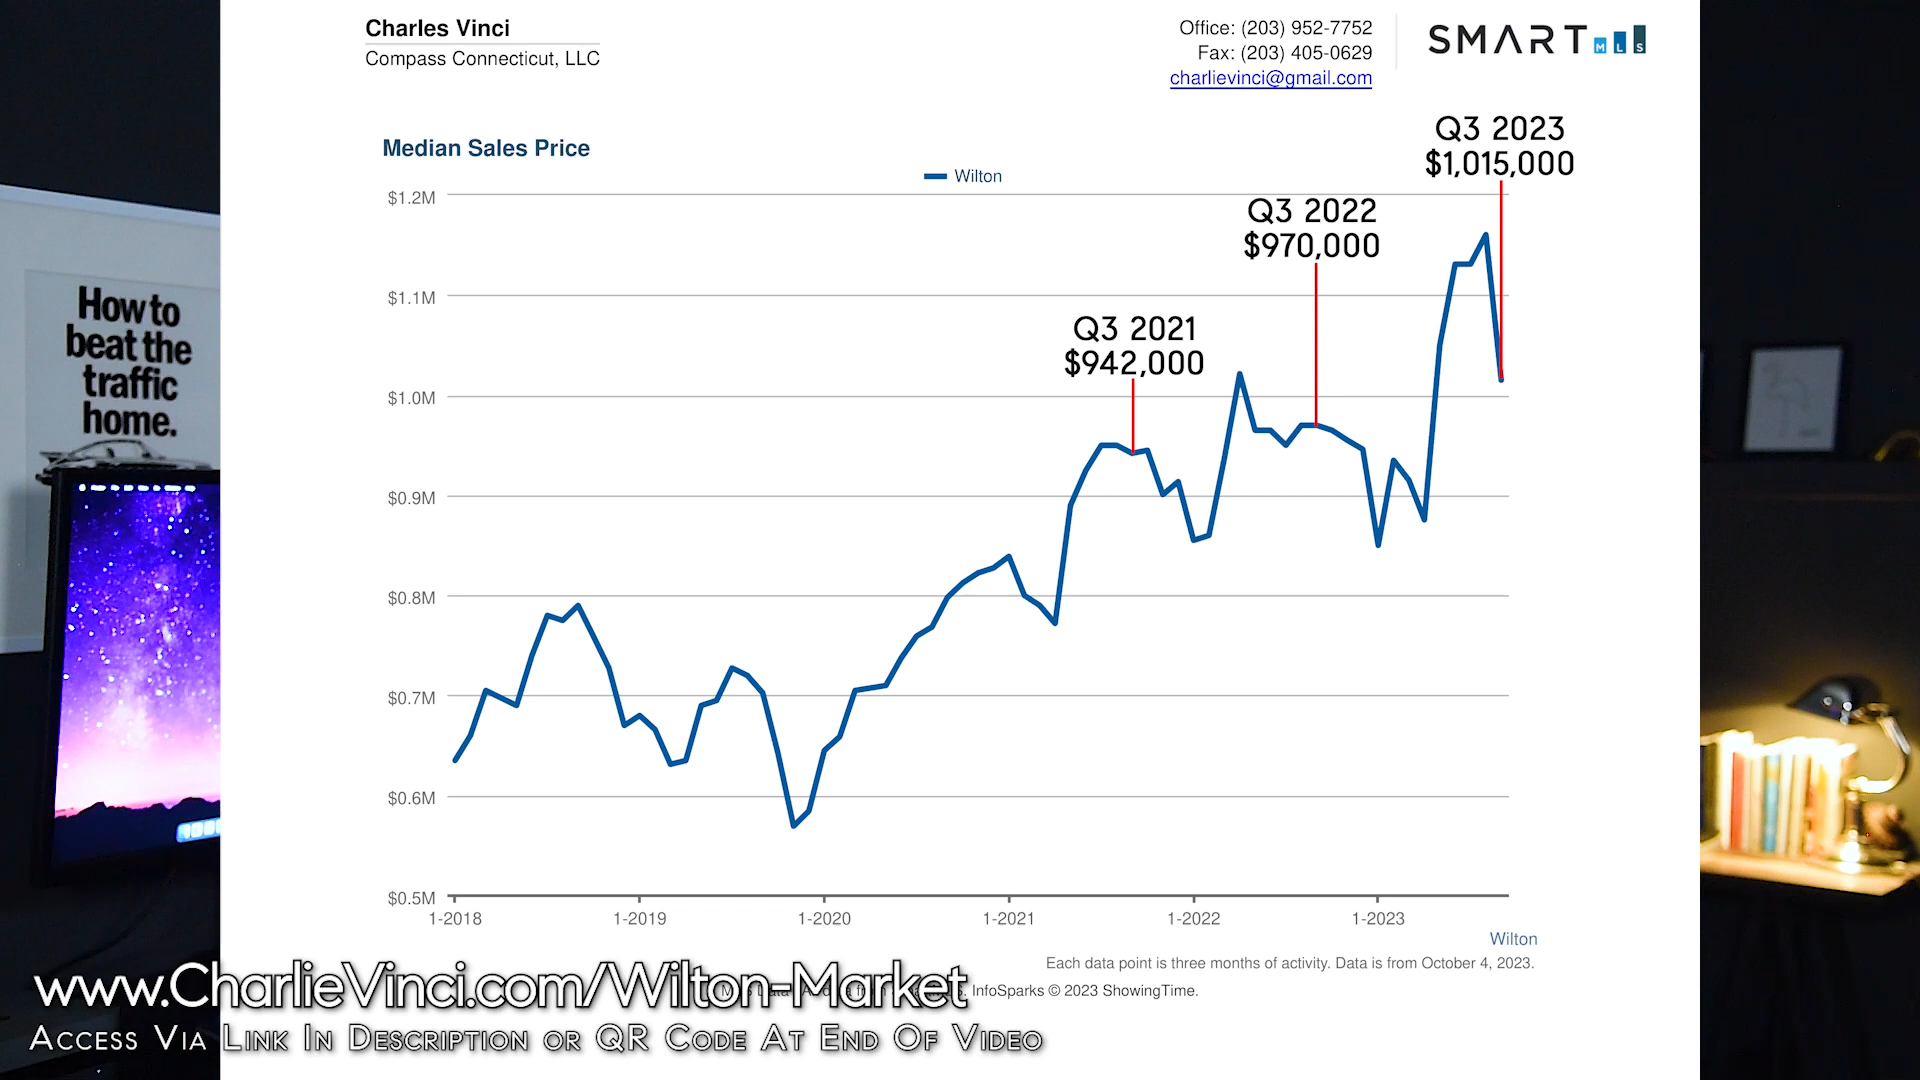 Charles Vinci
Compass Connecticut, LLC
Office: (203) 952-7752
Fax: (203) 405-0629
charlievinci@gmail.com
SMART MLS
Median Sales Price
Wilton
Q3 2023
$1,015,000
Q3 2022
$970,000
Q3 2021
$942,000
$1.2M
$1.1M
$1.0M
$0.9M
$0.8M
$0.7M
$0.6M
$0.5M
1-2018 1-2019 1-2020 1-2021 1-2022 1-2023
Wilton
Each data point is three months of activity. Data is from October 4, 2023.
InfoSparks © 2023 ShowingTime.
How to
beat the
traffic
home.
www.CharlieVinci.com/Wilton-Market
Access Via Link In Description or QR Code At End Of Video